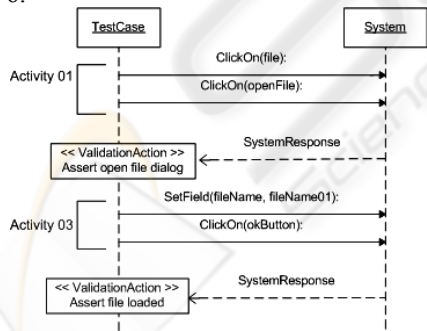 TestCase
System
ClickOn(file):
Activity 01
ClickOn(openFile):
SystemResponse
<< ValidationAction >>
Assert open file dialog
SetField(fileName, fileName01):
Activity 03
ClickOn(okButton):
SystemResponse
<< ValidationAction >>
Assert file loaded